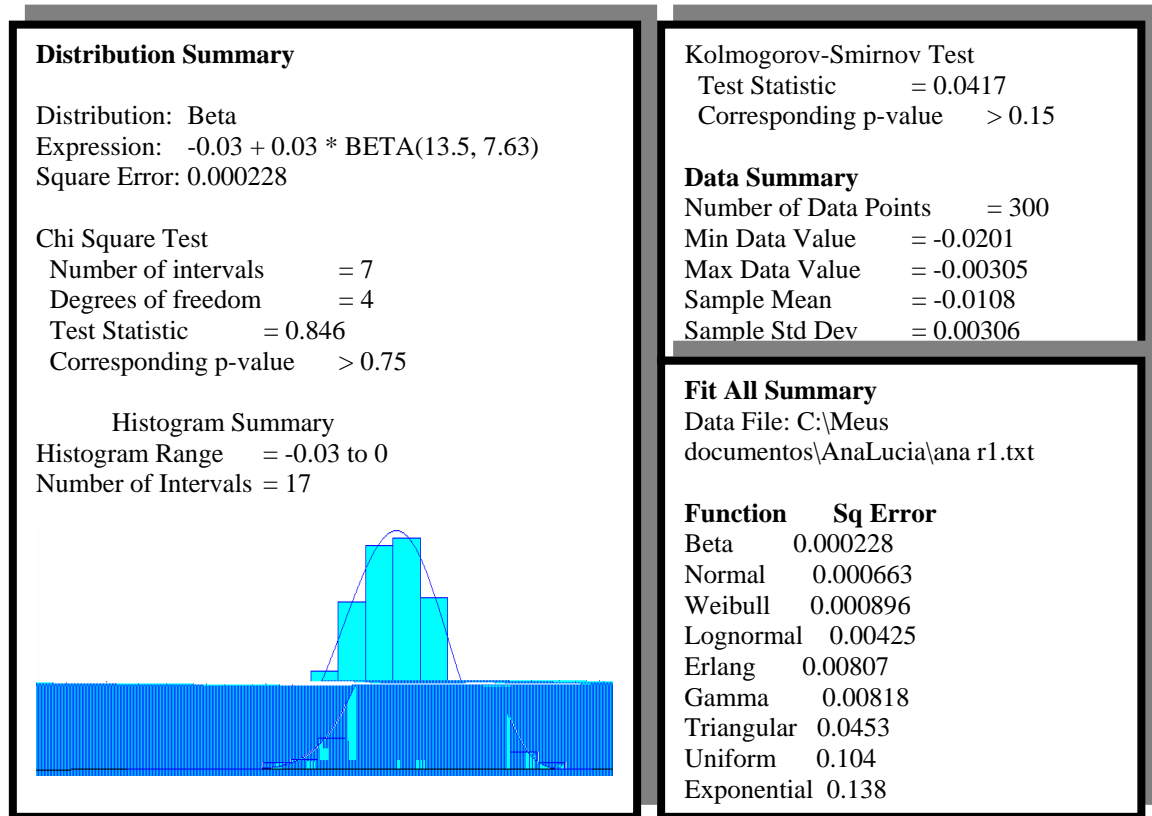 Distribution Summary
Distribution: Beta
Expression: -0.03 + 0.03 * BETA(13.5, 7.63)
Square Error: 0.000228
Chi Square Test
Number of intervals = 7
Degrees of freedom = 4
Test Statistic = 0.846
Corresponding p-value > 0.75
Histogram Summary
Histogram Range = -0.03 to 0
Number of Intervals = 17
Kolmogorov-Smirnov Test
Test Statistic = 0.0417
Corresponding p-value > 0.15
Data Summary
Number of Data Points = 300
Min Data Value = -0.0201
Max Data Value = -0.00305
Sample Mean = -0.0108
Sample Std Dev = 0.00306
Fit All Summary
Data File: C:\Meus
documentos\AnaLucia\ana r1.txt
Function Sq Error
Beta 0.000228
Normal 0.000663
Weibull 0.000896
Lognormal 0.00425
Erlang 0.00807
Gamma 0.00818
Triangular 0.0453
Uniform 0.104
Exponential 0.138